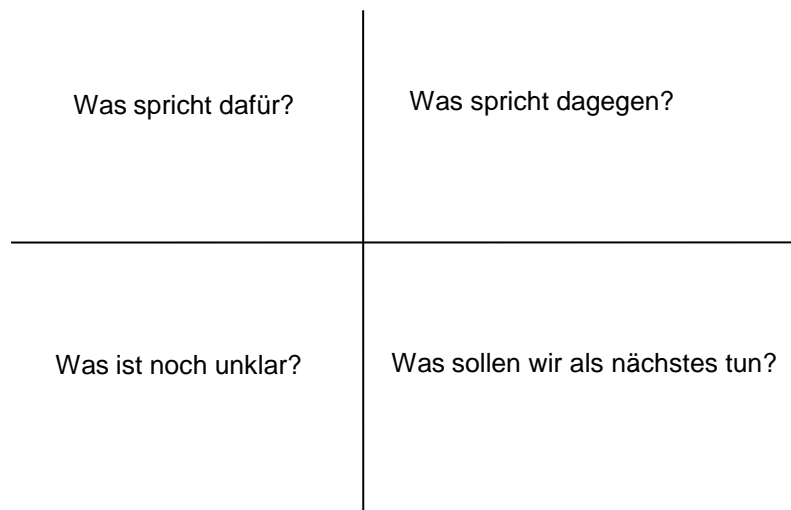 Was spricht dafür?
Was spricht dagegen?
Was ist noch unklar?
Was sollen wir als nächstes tun?